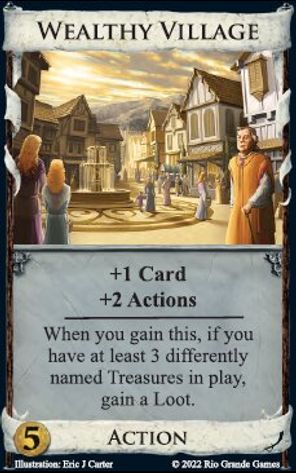 WEALTHY VILLAGE
+1 Card
+2 Actions
When you gain this, if you
have at least 3 differently
named Treasures in play,
gain a Loot.
5
ACTION
Illustration: Eric J Carter
© 2022 Rio Grande Games